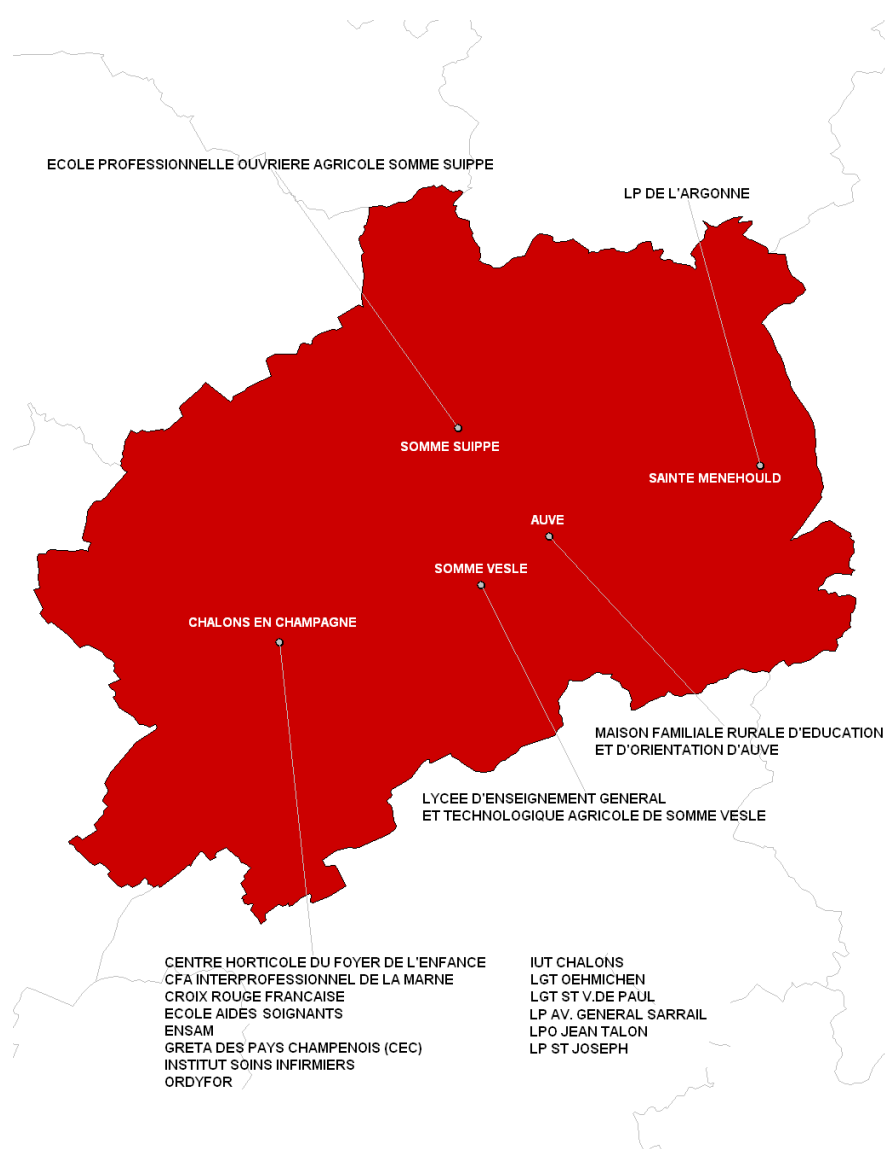 ECOLE PROFESSIONNELLE OUVRIERE AGRICOLE SOMME SUIPPE
LP DE L'ARGONNE
SOMME SUIPPE
SAINTE MENEHOULD
AUVE
SOMME VESLE
CHALONS EN CHAMPAGNE
MAISON FAMILIALE RURALE D'EDUCATION
ET D'ORIENTATION D'AUVE
LYCEE D'ENSEIGNEMENT GENERAL
ET TECHNOLOGIQUE AGRICOLE DE SOMME VESLE
CENTRE HORTICOLE DU FOYER DE L'ENFANCE
CFA INTERPROFESSIONNEL DE LA MARNE
CROIX ROUGE FRANCAISE
ECOLE AIDES SOIGNANTS
ENSAM
GRETA DES PAYS CHAMPENOIS (CEC)
INSTITUT SOINS INFIRMIERS
ORDYFOR
IUT CHALONS
LGT OEHMICHEN
LGT ST V.DE PAUL
LP AV. GENERAL SARRAIL
LPO JEAN TALON
LP ST JOSEPH